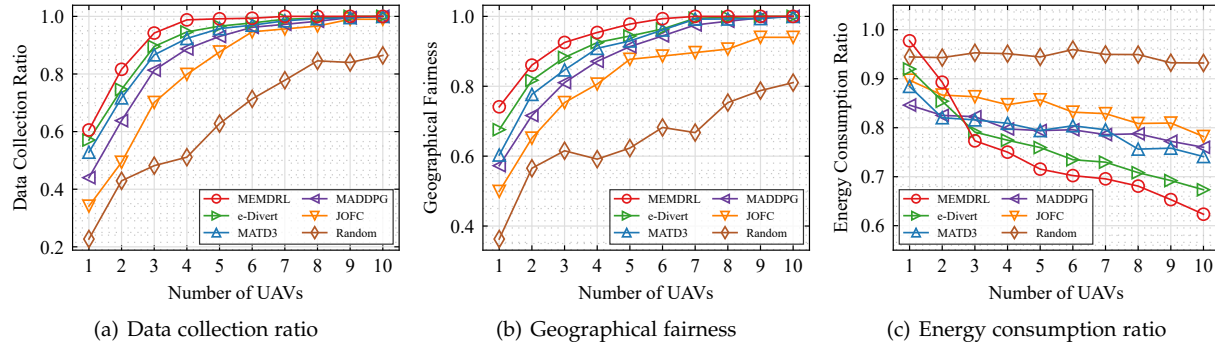 Data Collection Ratio
1.0
0.8
0.6
0.4
0.2
MEMDRL
e-Divert
MATD3
MADDPG
JOFC
Random
1 2 3 4 5 6 7 8 9 10
Number of UAVs
(a) Data collection ratio
Geographical Fairness
1.0
0.8
0.6
0.4
MEMDRL
e-Divert
MATD3
MADDPG
JOFC
Random
1 2 3 4 5 6 7 8 9 10
Number of UAVs
(b) Geographical fairness
Energy Consumption Ratio
1.0
0.9
0.8
0.7
0.6
MEMDRL
e-Divert
MATD3
MADDPG
JOFC
Random
1 2 3 4 5 6 7 8 9 10
Number of UAVs
(c) Energy consumption ratio